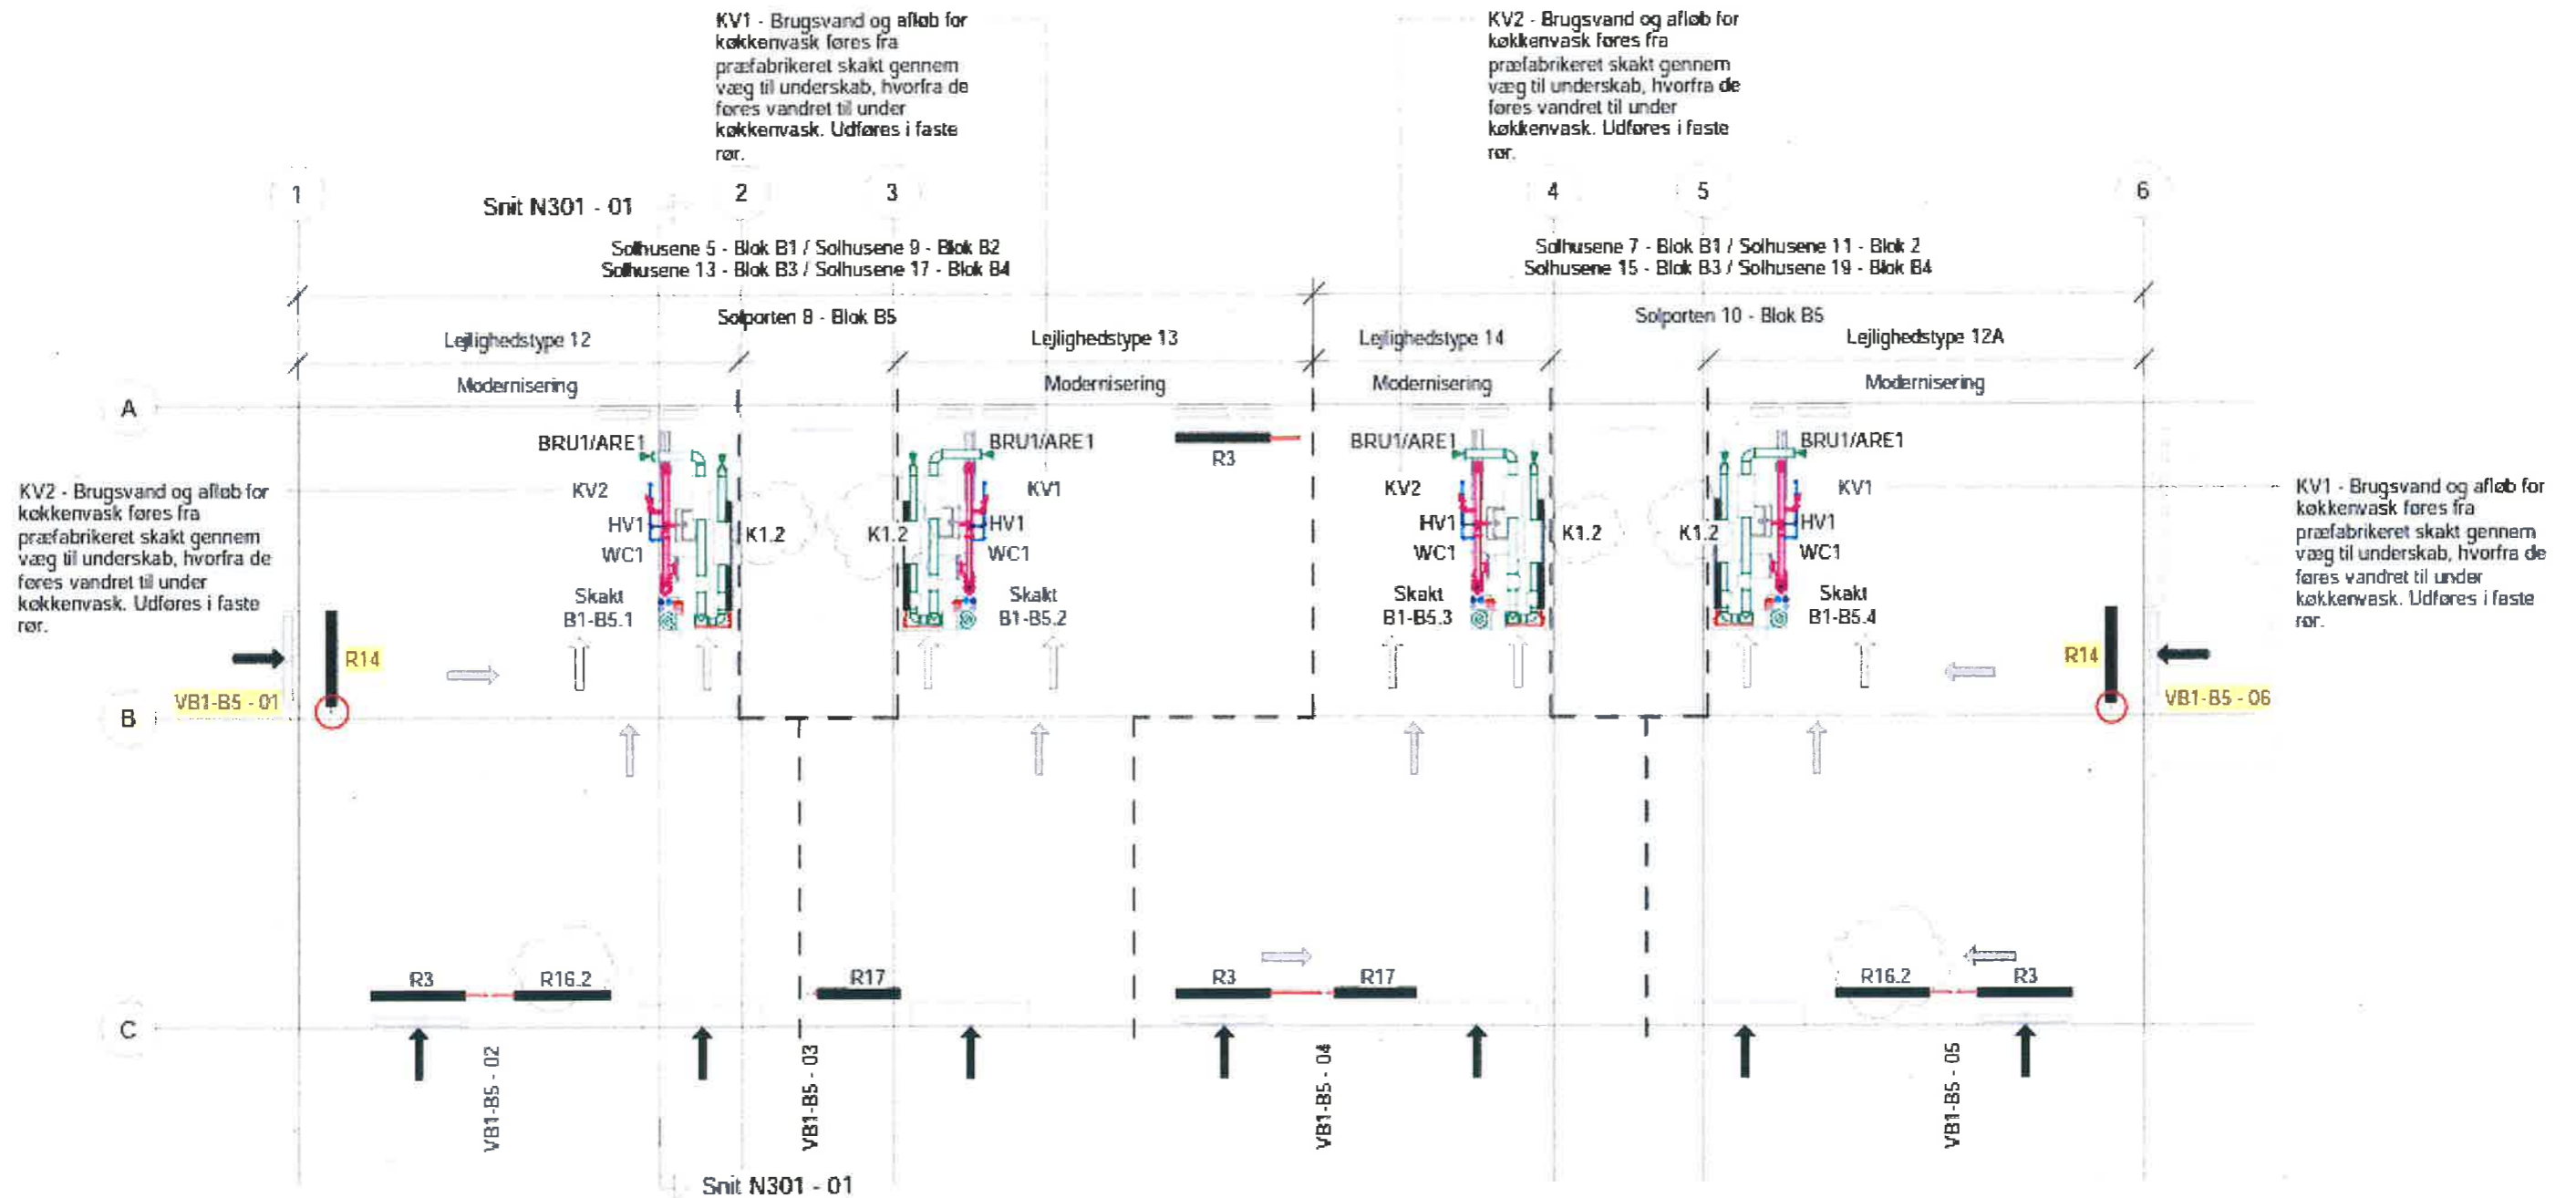 KV1 - Brugsvand og afløb for
køkkenvask føres fra
præfabrikeret skakt gennem
væg til underskab, hvorfra de
føres vandret til under
køkkenvask. Udføres i faste
rør.
KV2 - Brugsvand og afløb for
køkkenvask føres fra
præfabrikeret skakt gennem
væg til underskab, hvorfra de
føres vandret til under
køkkenvask. Udføres i faste
rør.
1
2
3
4
5
6
Snit N301 - 01
Solhusene 5 - Blok B1 / Solhusene 9 - Blok B2
Solhusene 13 - Blok B3 / Solhusene 17 - Blok B4
Solhusene 7 - Blok B1 / Solhusene 11 - Blok 2
Solhusene 15 - Blok B3 / Solhusene 19 - Blok B4
Solporten 8 - Blok B5
Solporten 10 - Blok B5
Lejlighedstype 12
Lejlighedstype 13
Lejlighedstype 14
Lejlighedstype 12A
Modernisering
Modernisering
Modernisering
Modernisering
A
BRU1/ARE1
BRU1/ARE1
R3
BRU1/ARE1
BRU1/ARE1
KV2 - Brugsvand og afløb for
køkkenvask føres fra
præfabrikeret skakt gennem
væg til underskab, hvorfra de
føres vandret til under
køkkenvask. Udføres i faste
rør.
KV2
HV1
WC1
Skakt
B1-B5.1
K1.2
K1.2
KV1
HV1
WC1
Skakt
B1-B5.2
KV2
HV1
WC1
Skakt
B1-B5.3
K1.2
K1.2
KV1
HV1
WC1
Skakt
B1-B5.4
KV1 - Brugsvand og afløb for
køkkenvask føres fra
præfabrikeret skakt gennem
væg til underskab, hvorfra de
føres vandret til under
køkkenvask. Udføres i faste
rør.
R14
R14
VB1-B5 - 01
VB1-B5 - 06
B
R3
R16.2
R17
R3
R17
R16.2
R3
C
VB1-B5 - 02
VB1-B5 - 03
VB1-B5 - 04
VB1-B5 - 05
Snit N301 - 01